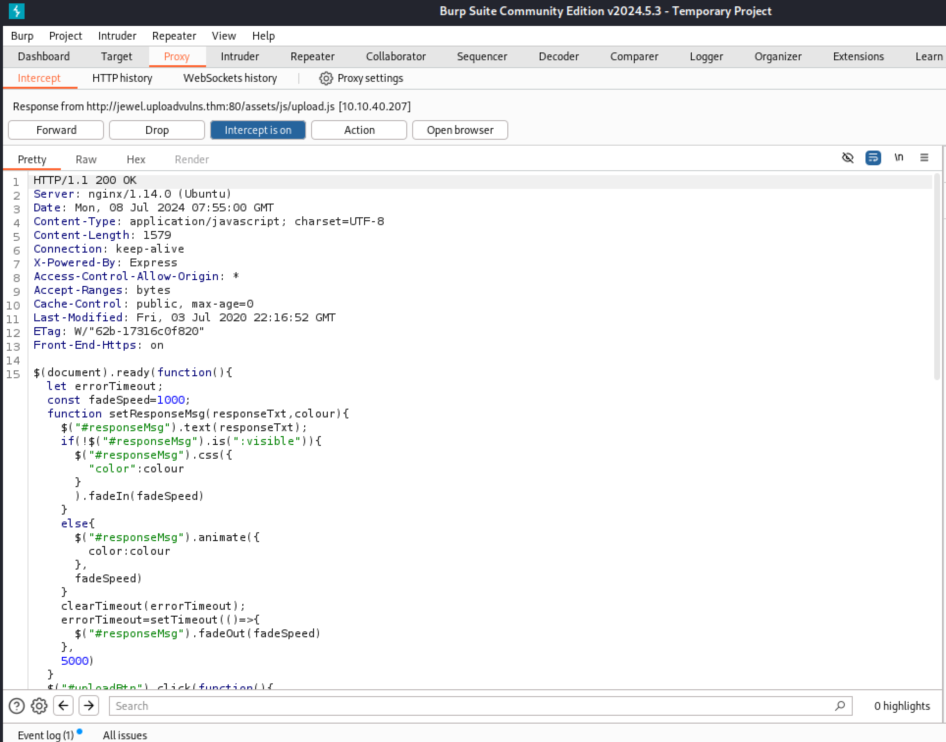 Burp Suite Community Edition v2024.5.3 - Temporary Project
Burp Project Intruder Repeater View Help
Dashboard Target Proxy Intruder Repeater Collaborator Sequencer Decoder Comparer Logger Organizer Extensions Learn
Intercept HTTP history WebSockets history Proxy settings
Response from http://jewel.uploadvulns.thm:80/assets/js/upload.js [10.10.40.207]
Forward Drop Intercept is on Action Open browser
Pretty Raw Hex Render \n
1 HTTP/1.1 200 OK
2 Server: nginx/1.14.0 (Ubuntu)
3 Date: Mon, 08 Jul 2024 07:55:00 GMT
4 Content-Type: application/javascript; charset=UTF-8
5 Content-Length: 1579
6 Connection: keep-alive
7 X-Powered-By: Express
8 Access-Control-Allow-Origin: *
9 Accept-Ranges: bytes
10 Cache-Control: public, max-age=0
11 Last-Modified: Fri, 03 Jul 2020 22:16:52 GMT
12 ETag: W/"62b-17316c0f820"
13 Front-End-Https: on
14
15 $(document).ready(function(){
let errorTimeout;
const fadeSpeed=1000;
function setResponseMsg(responseTxt,colour){
$("#responseMsg").text(responseTxt);
if(!$("#responseMsg").is(":visible")){
$("#responseMsg").css({
"color":colour
}
).fadeIn(fadeSpeed)
}
else{
$("#responseMsg").animate({
color:colour
},
fadeSpeed)
}
clearTimeout(errorTimeout);
errorTimeout=setTimeout(()=>{
$("#responseMsg").fadeOut(fadeSpeed)
},
5000)
}
$("#uploadBtn").click(function(){
Search 0 highlights
Event log (1) All issues